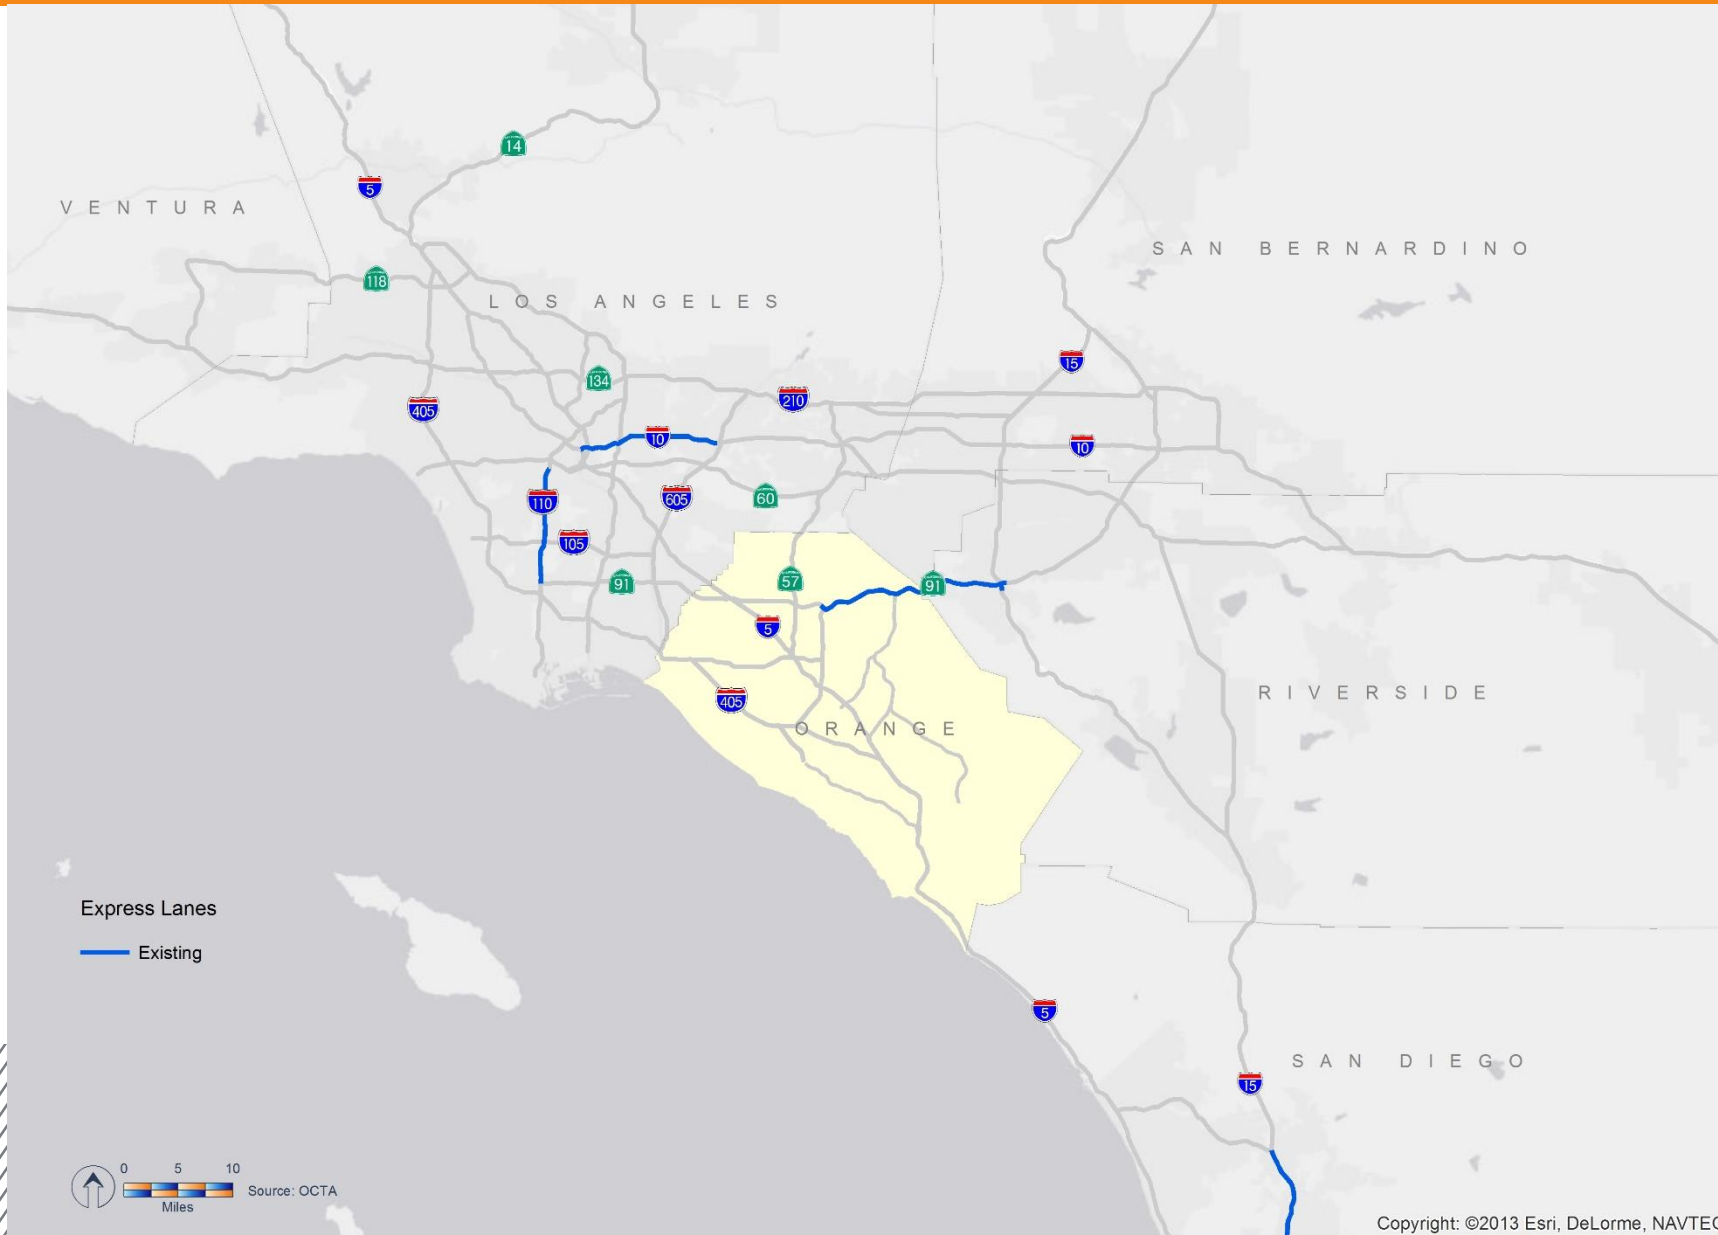 14
5
VENTURA
SAN BERNARDINO
118
LOS ANGELES
15
134
210
405
10
10
110
605
60
105
91
57
91
5
RIVERSIDE
405
ORANGE
Express Lanes
Existing
5
SAN DIEGO
15
0 5 10
Miles
Source: OCTA
Copyright: ©2013 Esri, DeLorme, NAVTEQ